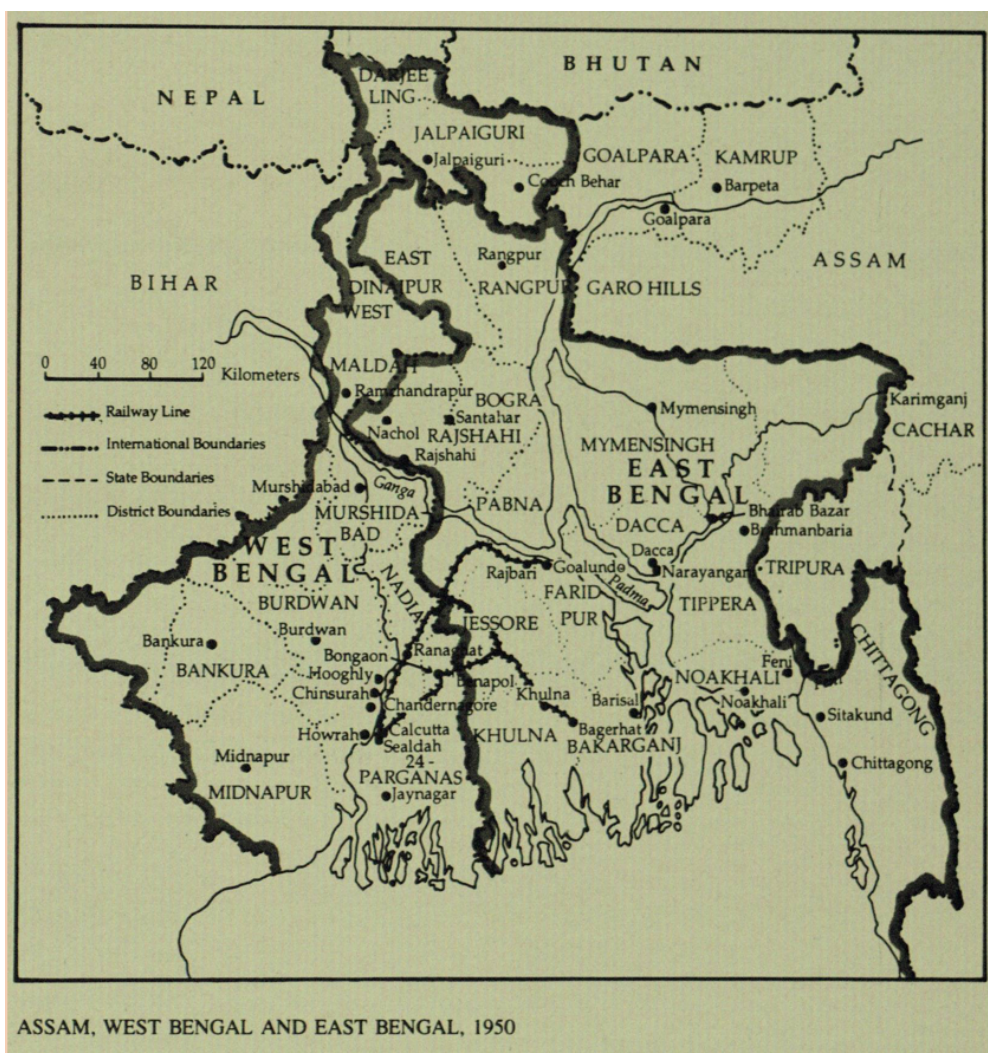 BHUTAN
NEPAL
DARJEE
LING
JALPAIGURI
Jalpaiguri
Cooch Behar
GOALPARA
KAMRUP
Barpeta
Goalpara
ASSAM
BIHAR
EAST
DINAJPUR
WEST
Rangpur
RANGPUR
GARO HILLS
0 40 80 120
Kilometers
Railway Line
International Boundaries
State Boundaries
District Boundaries
MALDAH
Ramchandrapur
BOGRA
Santahar
Nachol
RAJSHAHI
Rajshahi
Mymensingh
MYMENSINGH
Karimganj
CACHAR
EAST
BENGAL
Ganga
Murshidabad
MURSHIDA
BAD
PABNA
DACCA
Bhairab Bazar
Brahmanbaria
WEST
BENGAL
NADIA
Rajbari
Goalundo
Dacca
Narayanganj
Padma
FARID
PUR
TIPPERA
TRIPURA
BURDWAN
Burdwan
JESSORE
Bankura
BANKURA
Bongaon
Ranaghat
Hooghly
Benapol
Chinsurah
Chandernagore
Khulna
Barisal
NOAKHALI
Noakhali
Feni
CHITTAGONG
Howrah
Calcutta
Sealdah
KHULNA
Bagerhat
BAKARGANJ
Sitakund
Midnapur
MIDNAPUR
24 -
PARGANAS
Jaynagar
Chittagong
ASSAM, WEST BENGAL AND EAST BENGAL, 1950